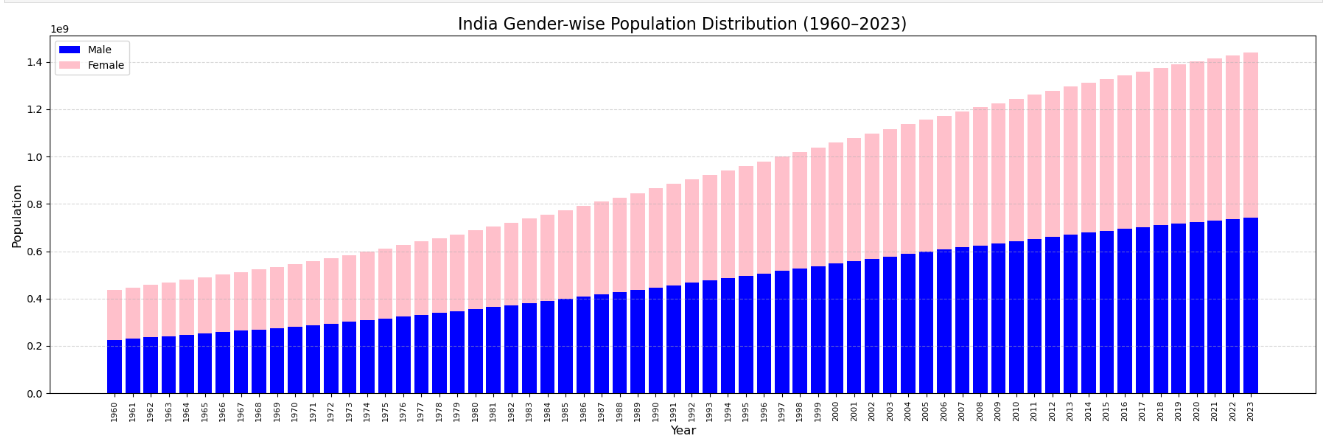 India Gender-wise Population Distribution (1960–2023)
1e9
Male
Female
1.4
1.2
1.0
0.8
0.6
0.4
0.2
0.0
Population
1960 1961 1962 1963 1964 1965 1966 1967 1968 1969 1970 1971 1972 1973 1974 1975 1976 1977 1978 1979 1980 1981 1982 1983 1984 1985 1986 1987 1988 1989 1990 1991 1992 1993 1994 1995 1996 1997 1998 1999 2000 2001 2002 2003 2004 2005 2006 2007 2008 2009 2010 2011 2012 2013 2014 2015 2016 2017 2018 2019 2020 2021 2022 2023
Year